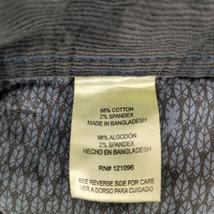 98% COTTON
2% SPANDEX
MADE IN BANGLADESH
98% ALGODÓN
2% SPANDEX
HECHO EN BANGLADESH
RN# 121096
SEE REVERSE SIDE FOR CARE
VER A DORSO PARA CUIDADO